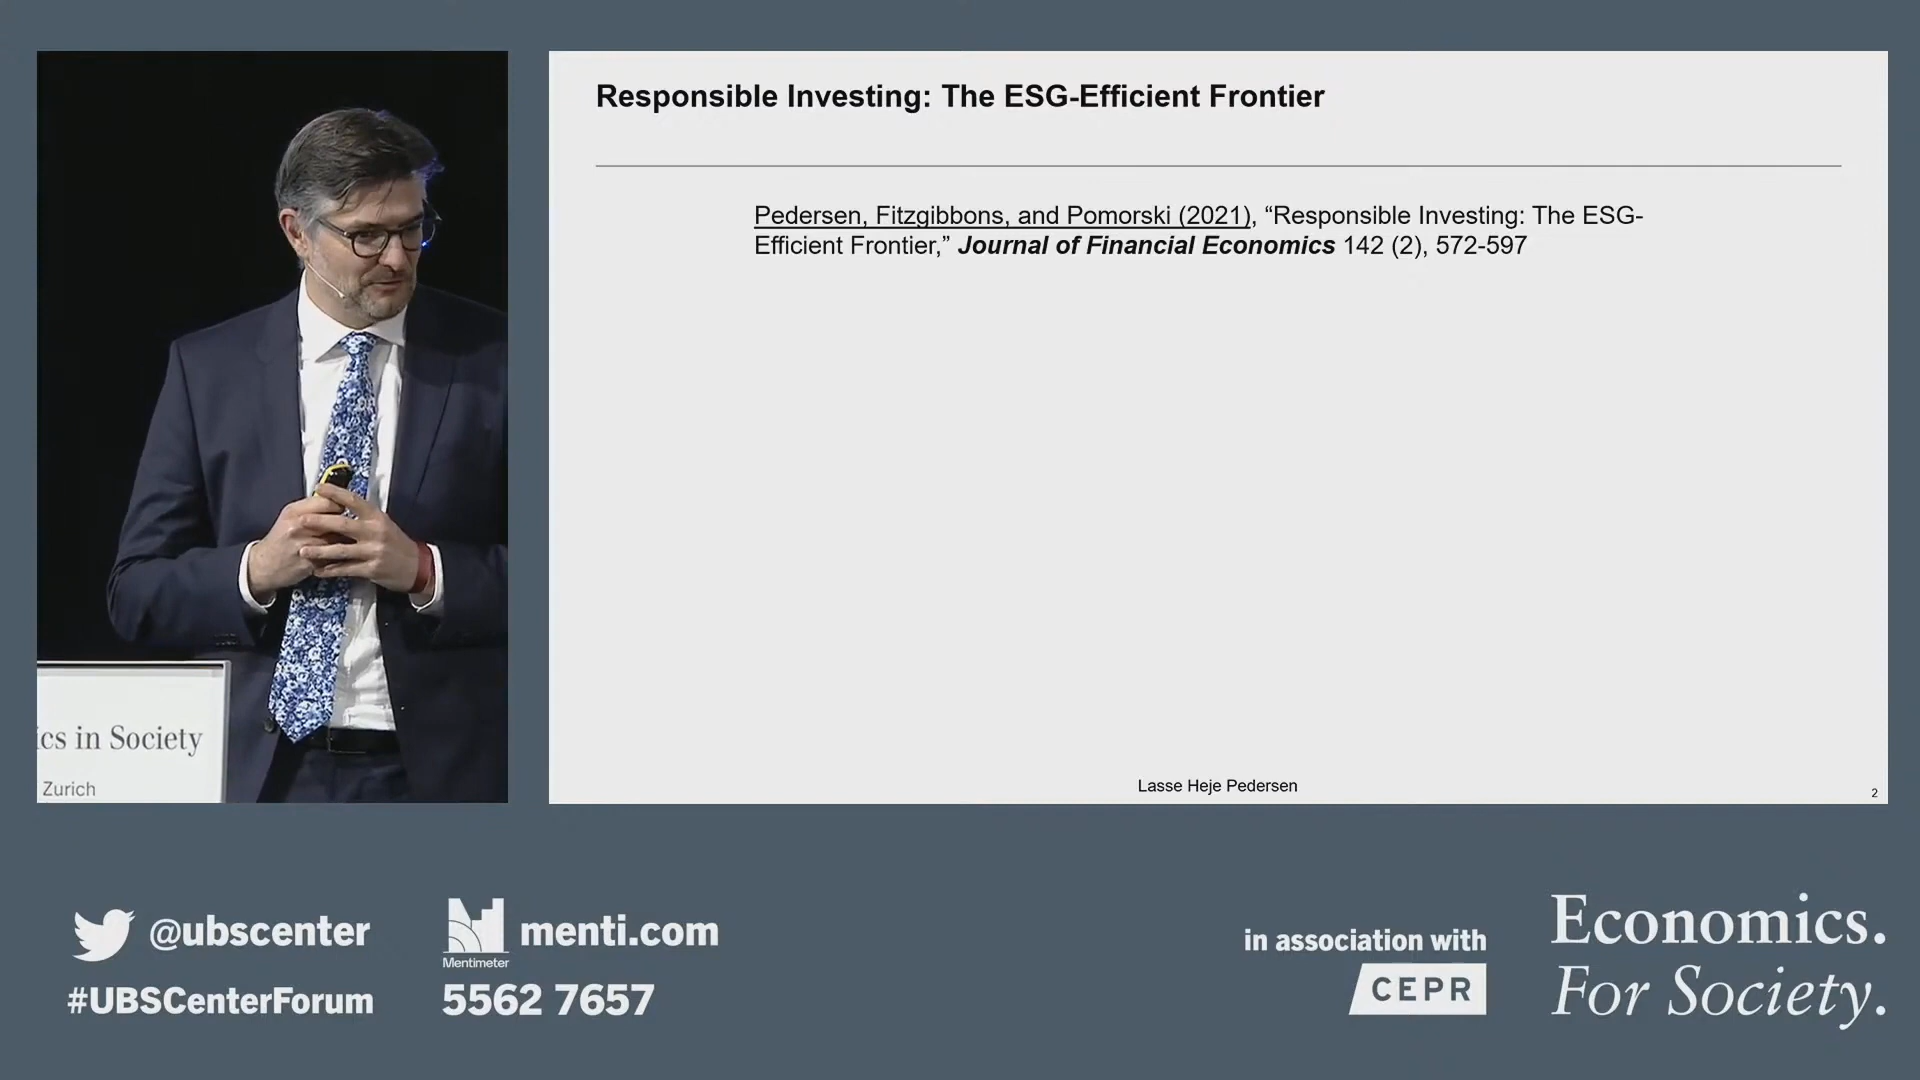 Responsible Investing: The ESG-Efficient Frontier
Pedersen, Fitzgibbons, and Pomorski (2021), “Responsible Investing: The ESG-
Efficient Frontier,” Journal of Financial Economics 142 (2), 572-597
Lasse Heje Pedersen
2
ics in Society
Zurich
@ubscenter
#UBSCenterForum
Mentimeter
menti.com
5562 7657
in association with
CEPR
Economics.
For Society.